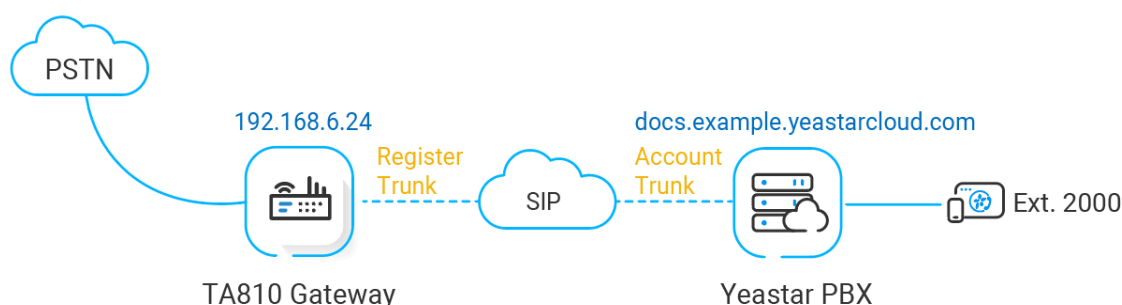 PSTN
192.168.6.24
docs.example.yeastarcloud.com
Register
Trunk
Account
Trunk
SIP
Ext. 2000
TA810 Gateway
Yeastar PBX